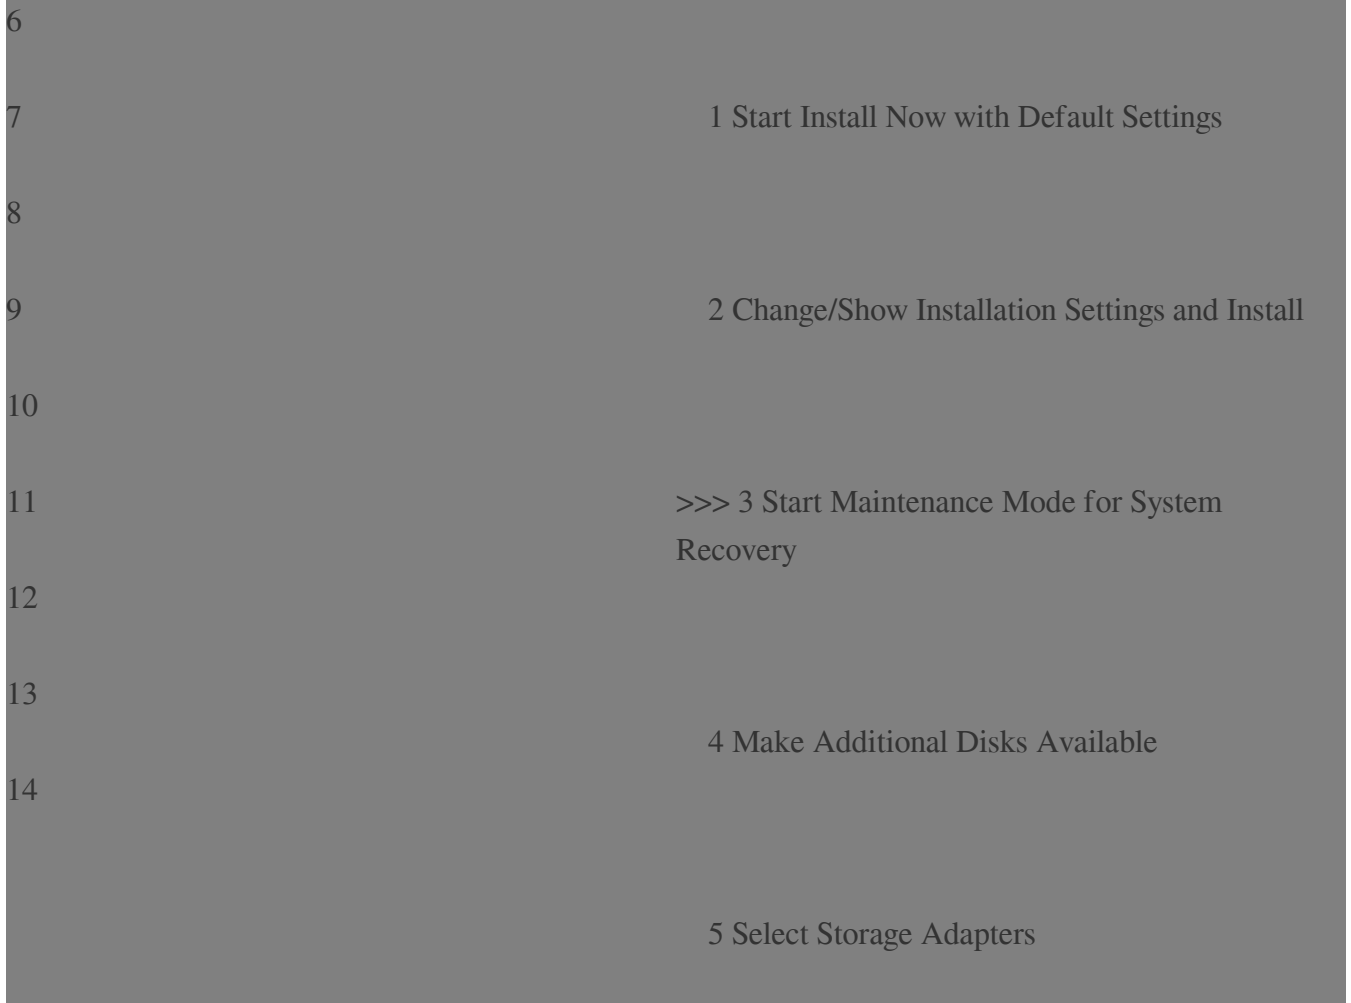 6
7
1 Start Install Now with Default Settings
8
9
2 Change/Show Installation Settings and Install
10
11
>>> 3 Start Maintenance Mode for System
Recovery
12
13
4 Make Additional Disks Available
14
5 Select Storage Adapters